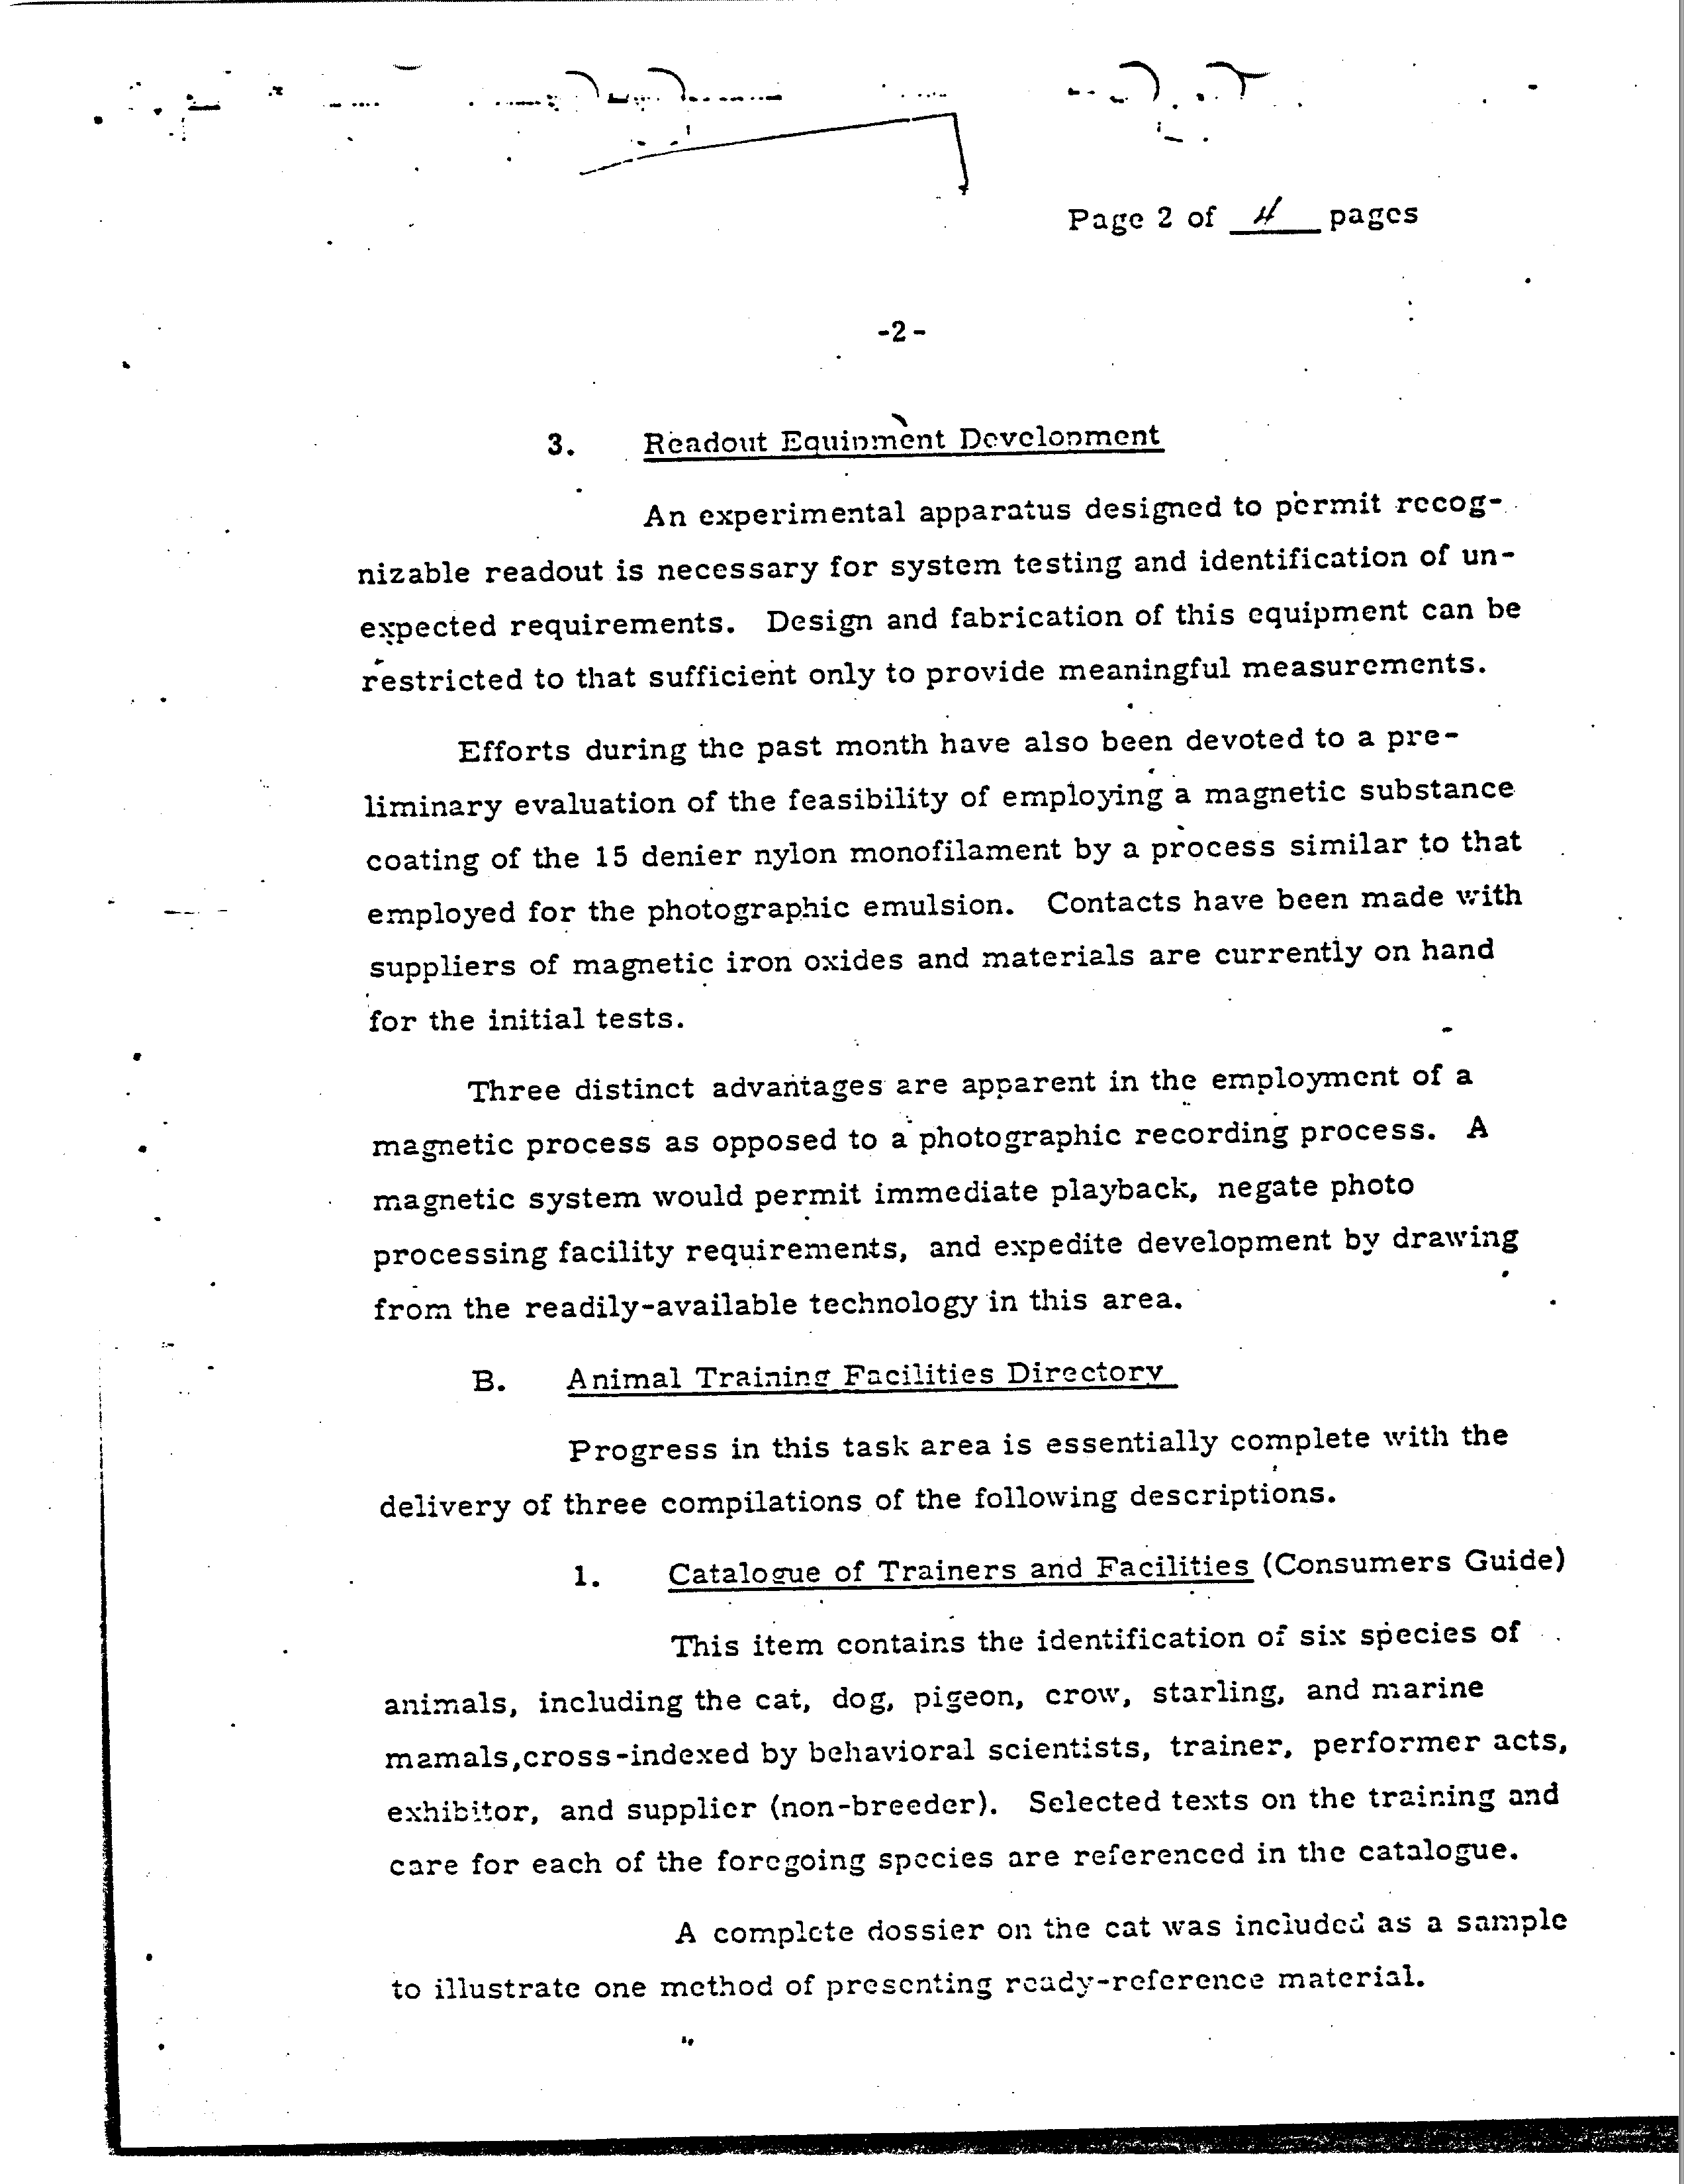 Page 2 of 4 pages
-2-
3. Readout Equipment Development
An experimental apparatus designed to permit recog-
nizable readout is necessary for system testing and identification of un-
expected requirements. Design and fabrication of this equipment can be
restricted to that sufficient only to provide meaningful measurements.
Efforts during the past month have also been devoted to a pre-
liminary evaluation of the feasibility of employing a magnetic substance
coating of the 15 denier nylon monofilament by a process similar to that
employed for the photographic emulsion. Contacts have been made with
suppliers of magnetic iron oxides and materials are currently on hand
for the initial tests.
Three distinct advantages are apparent in the employment of a
magnetic process as opposed to a photographic recording process. A
magnetic system would permit immediate playback, negate photo
processing facility requirements, and expedite development by drawing
from the readily-available technology in this area.
B. Animal Training Facilities Directory
Progress in this task area is essentially complete with the
delivery of three compilations of the following descriptions.
1. Catalogue of Trainers and Facilities (Consumers Guide)
This item contains the identification of six species of
animals, including the cat, dog, pigeon, crow, starling, and marine
mamals,cross-indexed by behavioral scientists, trainer, performer acts,
exhibitor, and supplier (non-breeder). Selected texts on the training and
care for each of the foregoing species are referenced in the catalogue.
A complete dossier on the cat was included as a sample
to illustrate one method of presenting ready-reference material.